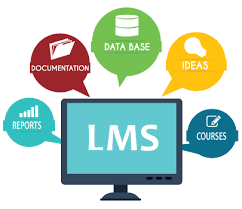 DATA BASE
DOCUMENTATION
IDEAS
REPORTS
COURSES
LMS